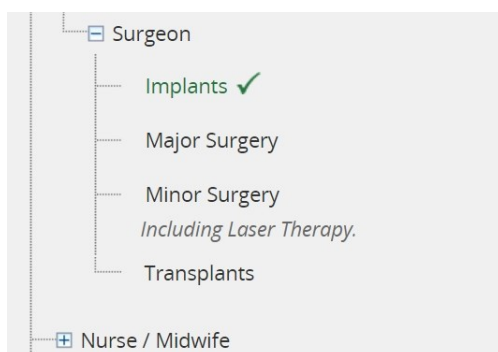 Surgeon
Implants ✓
Major Surgery
Minor Surgery
Including Laser Therapy.
Transplants
Nurse / Midwife